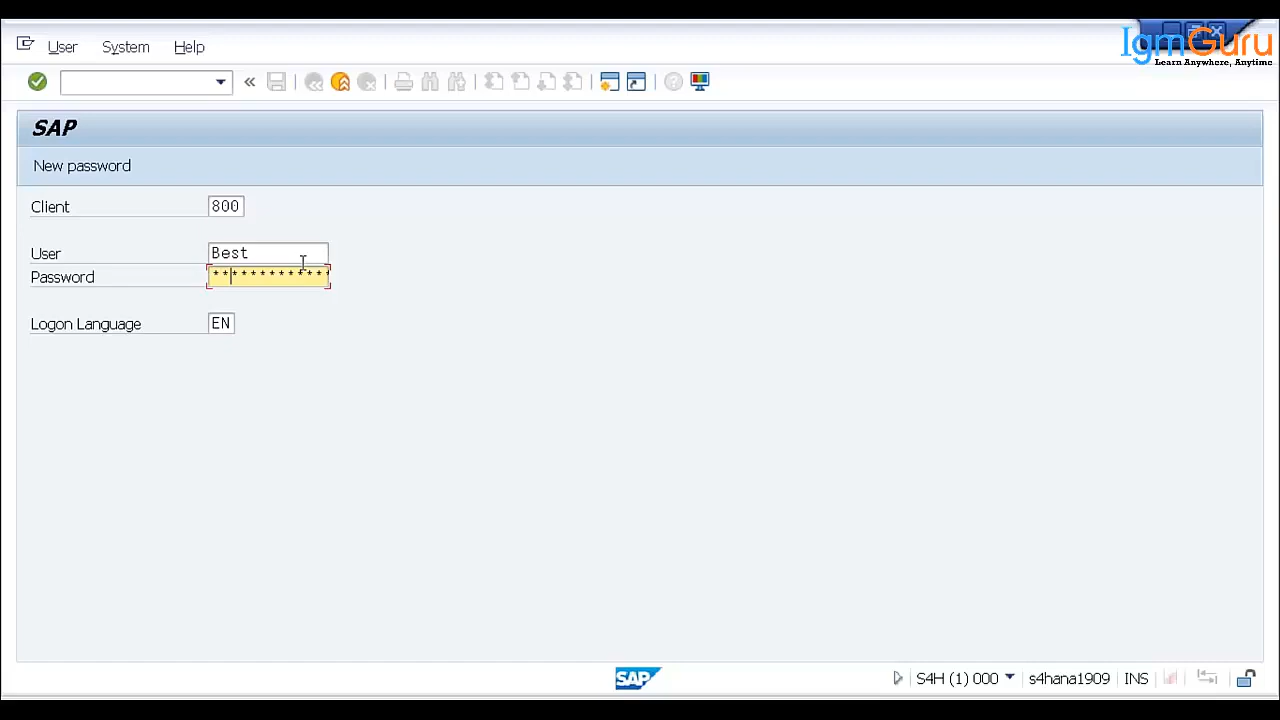 IgmGuru
Learn Anywhere, Anytime
User System Help
SAP
New password
Client 800
User Best
Password ************
Logon Language EN
SAP S4H (1) 000 s4hana1909 INS